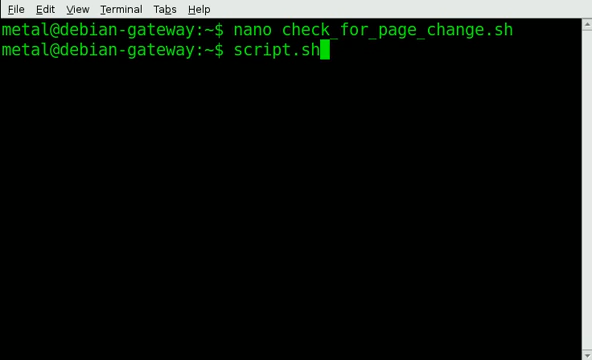 File Edit View Terminal Tabs Help
metal@debian-gateway:~$ nano check_for_page_change.sh
metal@debian-gateway:~$ script.sh